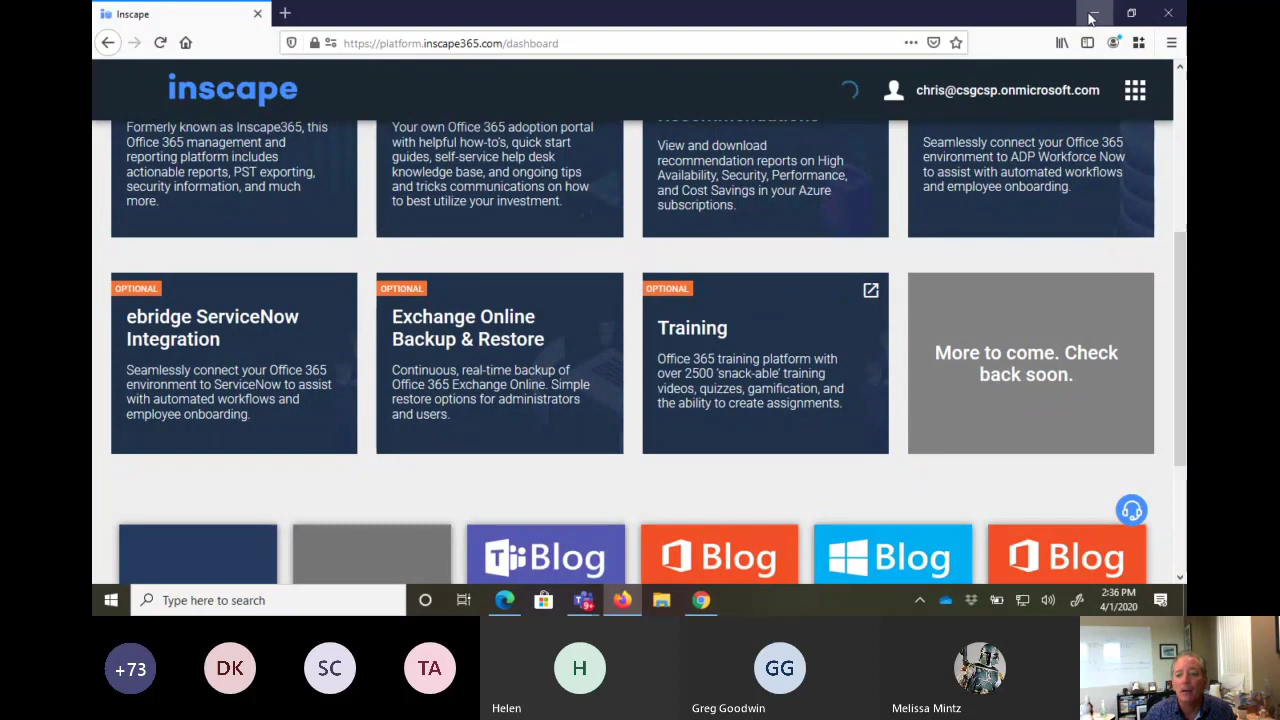 Inscape
https://platform.inscape365.com/dashboard
inscape
chris@csgcsp.onmicrosoft.com
Formerly known as Inscape365, this
Office 365 management and
reporting platform includes
actionable reports, PST exporting,
security information, and much
more.
Your own Office 365 adoption portal
with helpful how-to's, quick start
guides, self-service help desk
knowledge base, and ongoing tips
and tricks communications on how
to best utilize your investment.
Recommendations
View and download
recommendation reports on High
Availability, Security, Performance,
and Cost Savings in your Azure
subscriptions.
Seamlessly connect your Office 365
environment to ADP Workforce Now
to assist with automated workflows
and employee onboarding.
OPTIONAL
ebridge ServiceNow
Integration
Seamlessly connect your Office 365
environment to ServiceNow to assist
with automated workflows and
employee onboarding.
OPTIONAL
Exchange Online
Backup & Restore
Continuous, real-time backup of
Office 365 Exchange Online. Simple
restore options for administrators
and users.
OPTIONAL
Training
Office 365 training platform with
over 2500 'snack-able' training
videos, quizzes, gamification, and
the ability to create assignments.
More to come. Check
back soon.
Blog
Blog
Blog
Blog
Type here to search
9+
2:36 PM
4/1/2020
+73
DK
SC
TA
H
Helen
GG
Greg Goodwin
Melissa Mintz